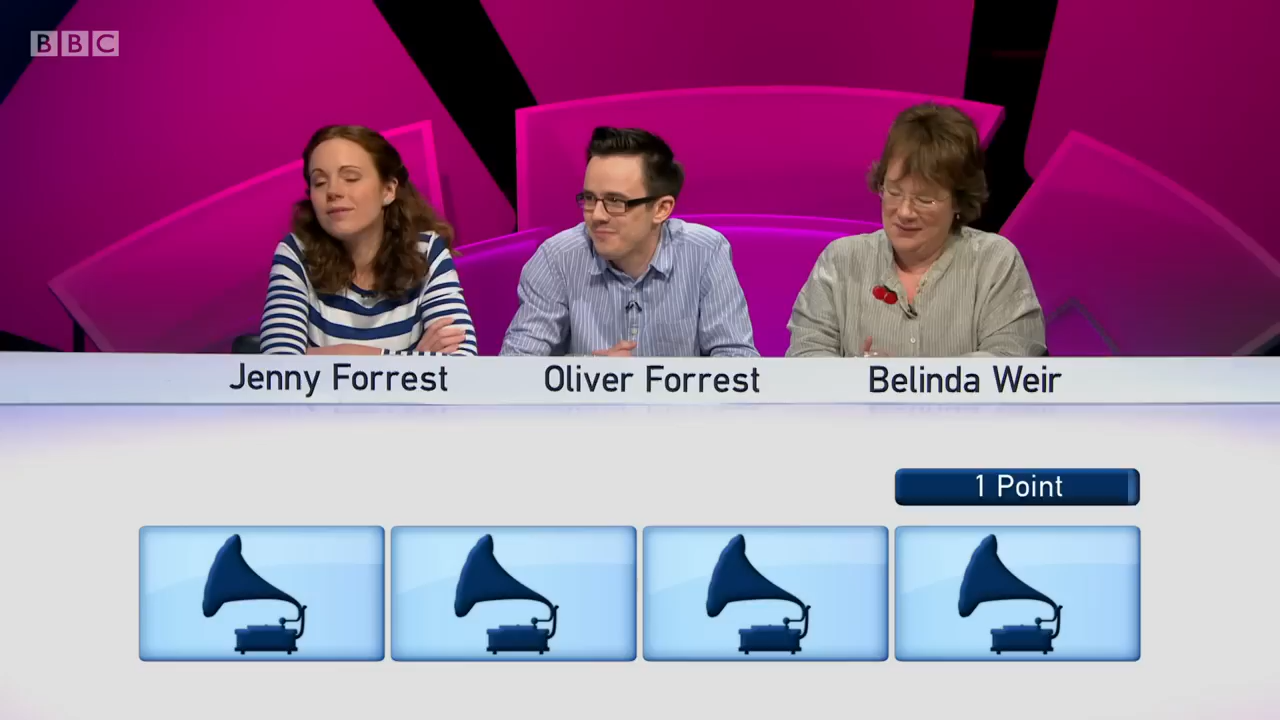 BBC
Jenny Forrest
Oliver Forrest
Belinda Weir
1 Point